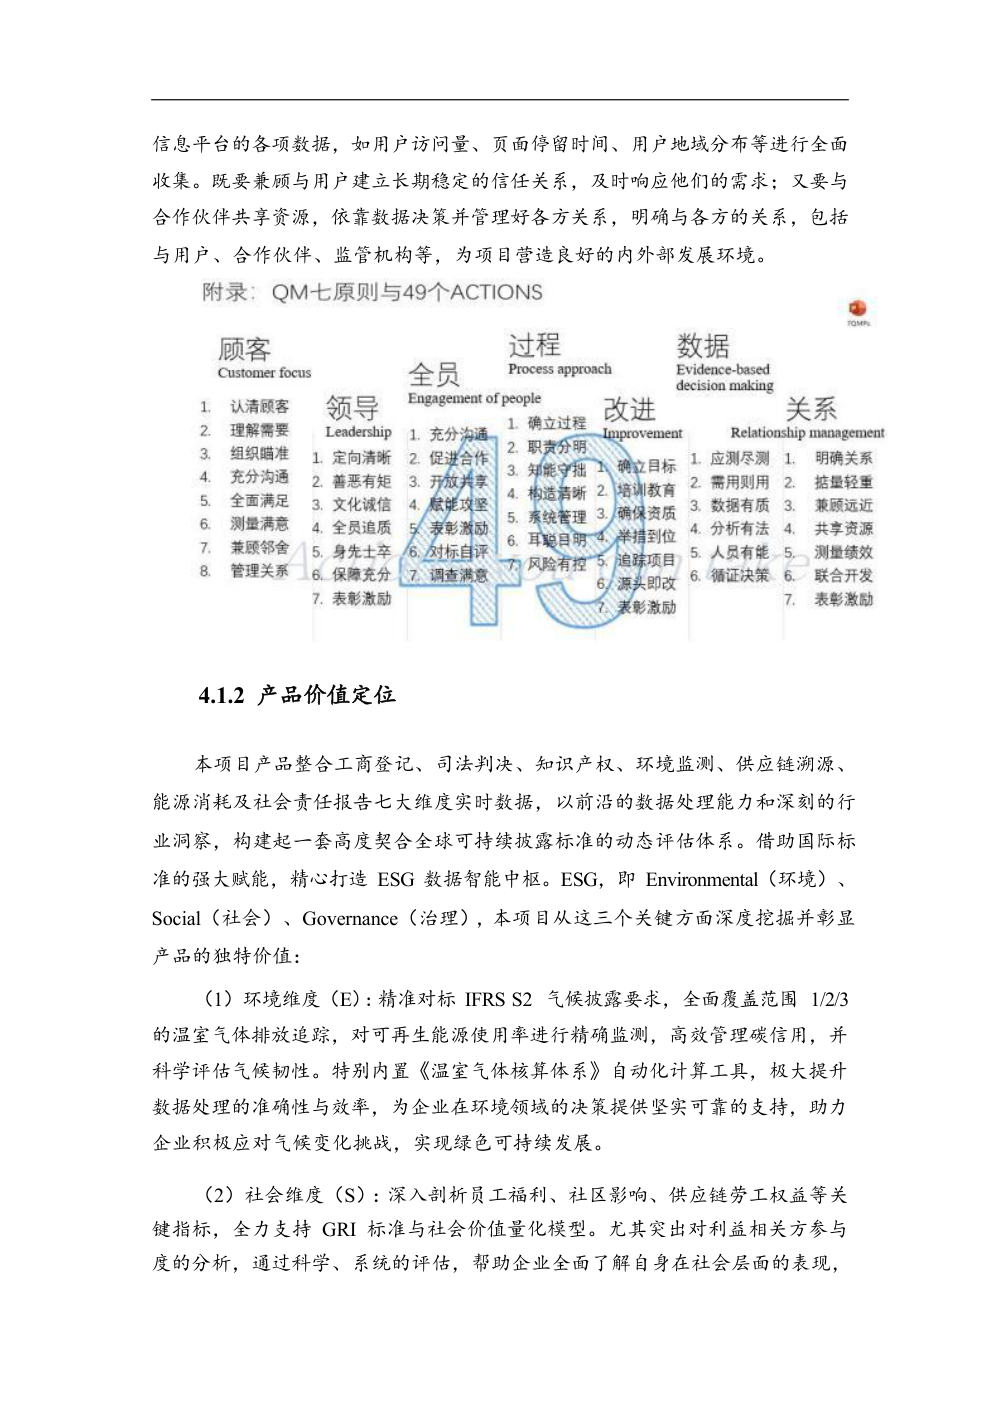 信息平台的各项数据，如用户访问量、页面停留时间、用户地域分布等进行全面
收集。既要兼顾与用户建立长期稳定的信任关系，及时响应他们的需求；又要与
合作伙伴共享资源，依靠数据决策并管理好各方关系，明确与各方的关系，包括
与用户、合作伙伴、监管机构等，为项目营造良好的内外部发展环境。
附录：QM七原则与49个ACTIONS
7QMPs
顾客
Customer focus
1. 认清顾客
2. 理解需要
3. 组织瞄准
4. 充分沟通
5. 全面满足
6. 测量满意
7. 兼顾邻舍
8. 管理关系
领导
Leadership
1. 定向清晰
2. 善恶有矩
3. 文化诚信
4. 全员追质
5. 身先士卒
6. 保障充分
7. 表彰激励
全员
Engagement of people
1. 充分沟通
2. 促进合作
3. 开放共享
4. 赋能攻坚
5. 表彰激励
6. 对标自评
7. 调查满意
过程
Process approach
1. 确立过程
2. 职责分明
3. 知能守拙
4. 构造清晰
5. 系统管理
6. 耳聪目明
7. 风险有控
改进
Improvement
1. 确立目标
2. 培训教育
3. 确保资质
4. 举措到位
5. 追踪项目
6. 源头即改
7. 表彰激励
数据
Evidence-based
decision making
1. 应测尽测
2. 需用则用
3. 数据有质
4. 分析有法
5. 人员有能
6. 循证决策
关系
Relationship management
1. 明确关系
2. 掂量轻重
3. 兼顾远近
4. 共享资源
5. 测量绩效
6. 联合开发
7. 表彰激励
49
4.1.2 产品价值定位
本项目产品整合工商登记、司法判决、知识产权、环境监测、供应链溯源、
能源消耗及社会责任报告七大维度实时数据，以前沿的数据处理能力和深刻的行
业洞察，构建起一套高度契合全球可持续披露标准的动态评估体系。借助国际标
准的强大赋能，精心打造 ESG 数据智能中枢。ESG，即 Environmental（环境）、
Social（社会）、Governance（治理），本项目从这三个关键方面深度挖掘并彰显
产品的独特价值：
（1）环境维度（E）：精准对标 IFRS S2 气候披露要求，全面覆盖范围 1/2/3
的温室气体排放追踪，对可再生能源使用率进行精确监测，高效管理碳信用，并
科学评估气候韧性。特别内置《温室气体核算体系》自动化计算工具，极大提升
数据处理的准确性与效率，为企业在环境领域的决策提供坚实可靠的支持，助力
企业积极应对气候变化挑战，实现绿色可持续发展。
（2）社会维度（S）：深入剖析员工福利、社区影响、供应链劳工权益等关
键指标，全力支持 GRI 标准与社会价值量化模型。尤其突出对利益相关方参与
度的分析，通过科学、系统的评估，帮助企业全面了解自身在社会层面的表现，